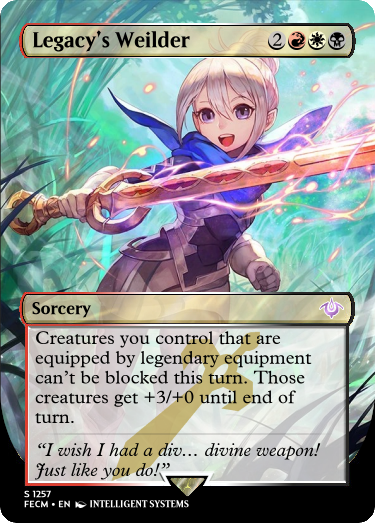 Legacy's Weilder 2
Sorcery
Creatures you control that are
equipped by legendary equipment
can't be blocked this turn. Those
creatures get +3/+0 until end of
turn.
“I wish I had a div... divine weapon!
Just like you do!”
S 1257
FECM • EN INTELLIGENT SYSTEMS